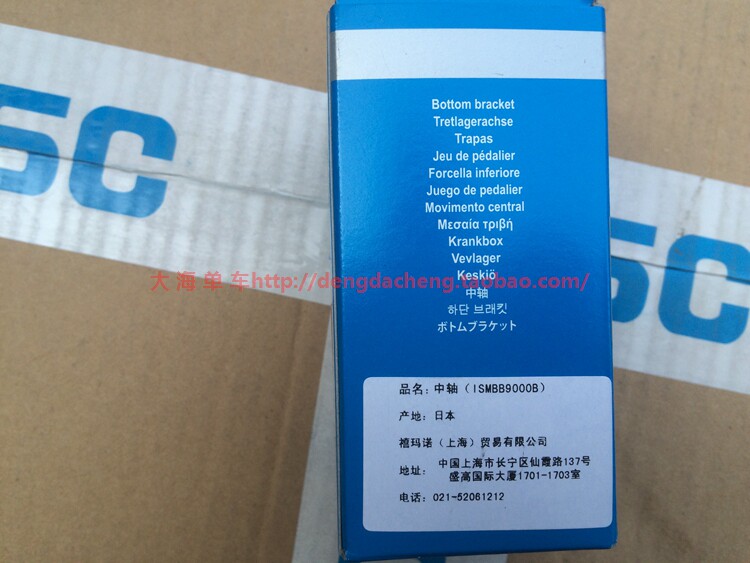 5C
5C
Bottom bracket
Tretlagerachse
Trapas
Jeu de pédalier
Forcella inferiore
Juego de pedalier
Movimento central
Μεσαία τριβή
Krankbox
Vevlager
Keskiö
大海单车http://dengdacheng.taobao.com/
中轴
하단 브래킷
ボトムブラケット
品名: 中轴 (ISMBB9000B)
产地: 日本
禧玛诺 (上海) 贸易有限公司
地址: 中国上海市长宁区仙霞路137号
盛高国际大厦1701-1703室
电话: 021-52061212